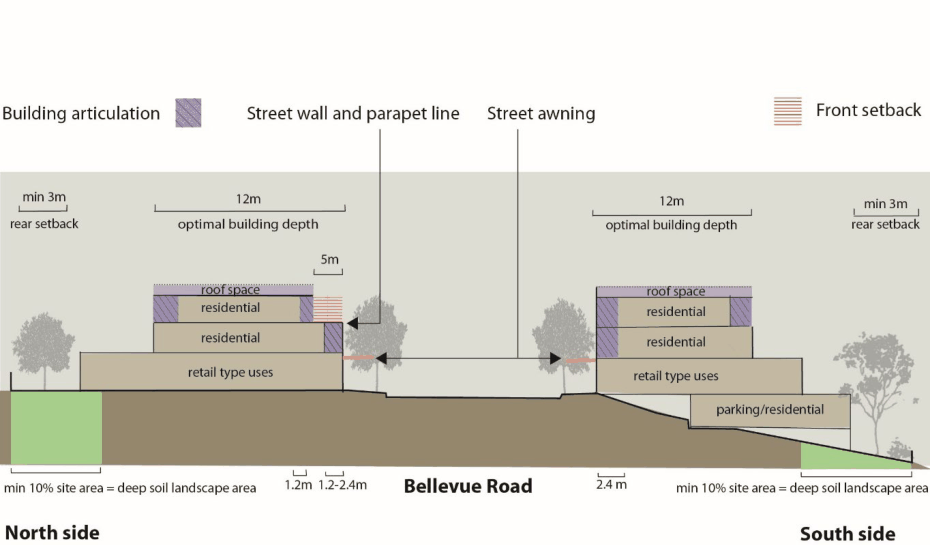 Building articulation
Street wall and parapet line
Street awning
Front setback
min 3m
rear setback
12m
optimal building depth
5m
12m
optimal building depth
min 3m
rear setback
roof space
residential
residential
retail type uses
roof space
residential
residential
retail type uses
parking/residential
min 10% site area = deep soil landscape area
1.2m
1.2-2.4m
Bellevue Road
2.4 m
min 10% site area = deep soil landscape area
North side
South side